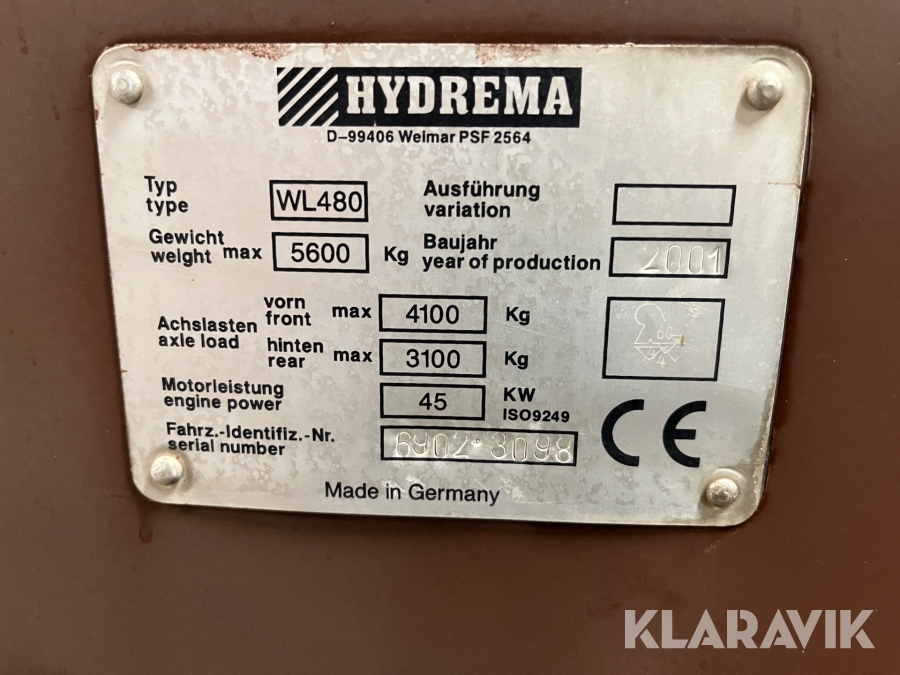 HYDREMA
D-99406 Weimar PSF 2564
Typ
type
WL480
Ausführung
variation
Gewicht
weight max 5600 Kg
Baujahr
year of production 2001
Achslasten
axle load
vorn
front max 4100 Kg
hinten
rear max 3100 Kg
60
Motorleistung
engine power 45 KW
ISO9249
Fahrz.-Identifiz.-Nr.
serial number 6902·3098
CE
Made in Germany
KLARAVIK